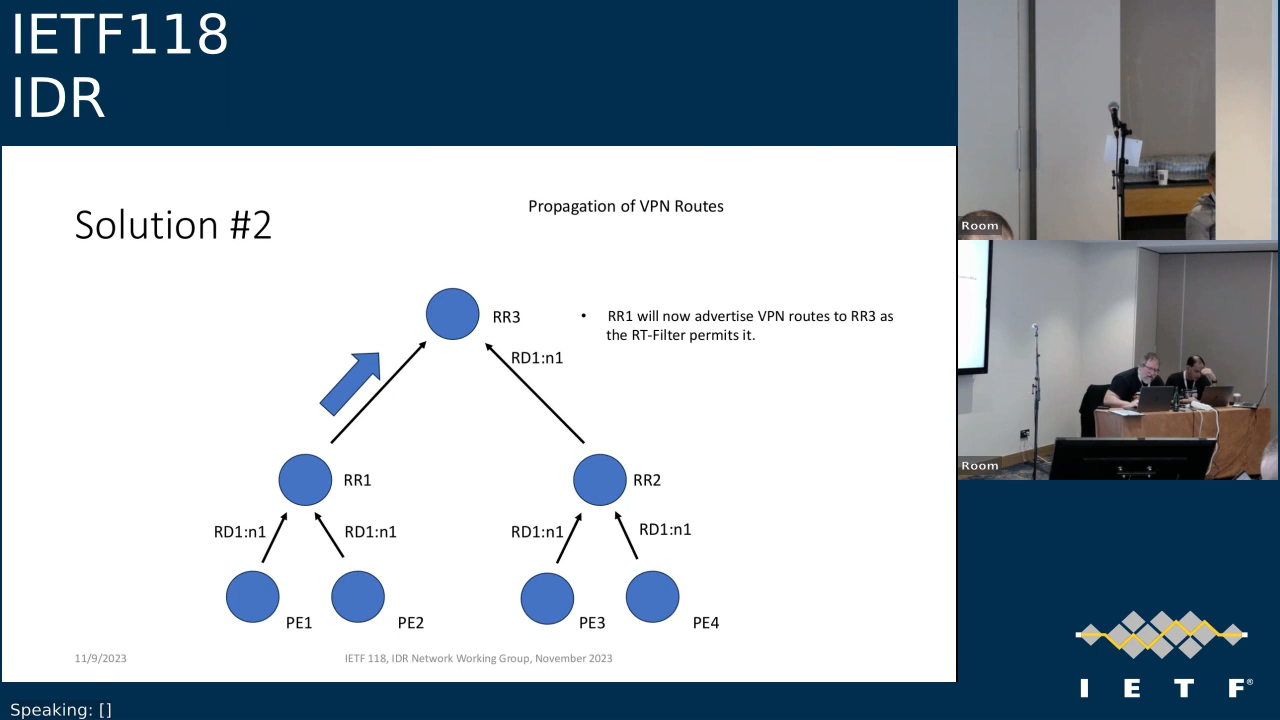 IETF118
IDR
Solution #2
Propagation of VPN Routes
RR3
• RR1 will now advertise VPN routes to RR3 as
the RT-Filter permits it.
RD1:n1
RR1
RR2
RD1:n1
RD1:n1
RD1:n1
RD1:n1
PE1
PE2
PE3
PE4
11/9/2023
IETF 118, IDR Network Working Group, November 2023
Room
Room
I E T F®
Speaking: []